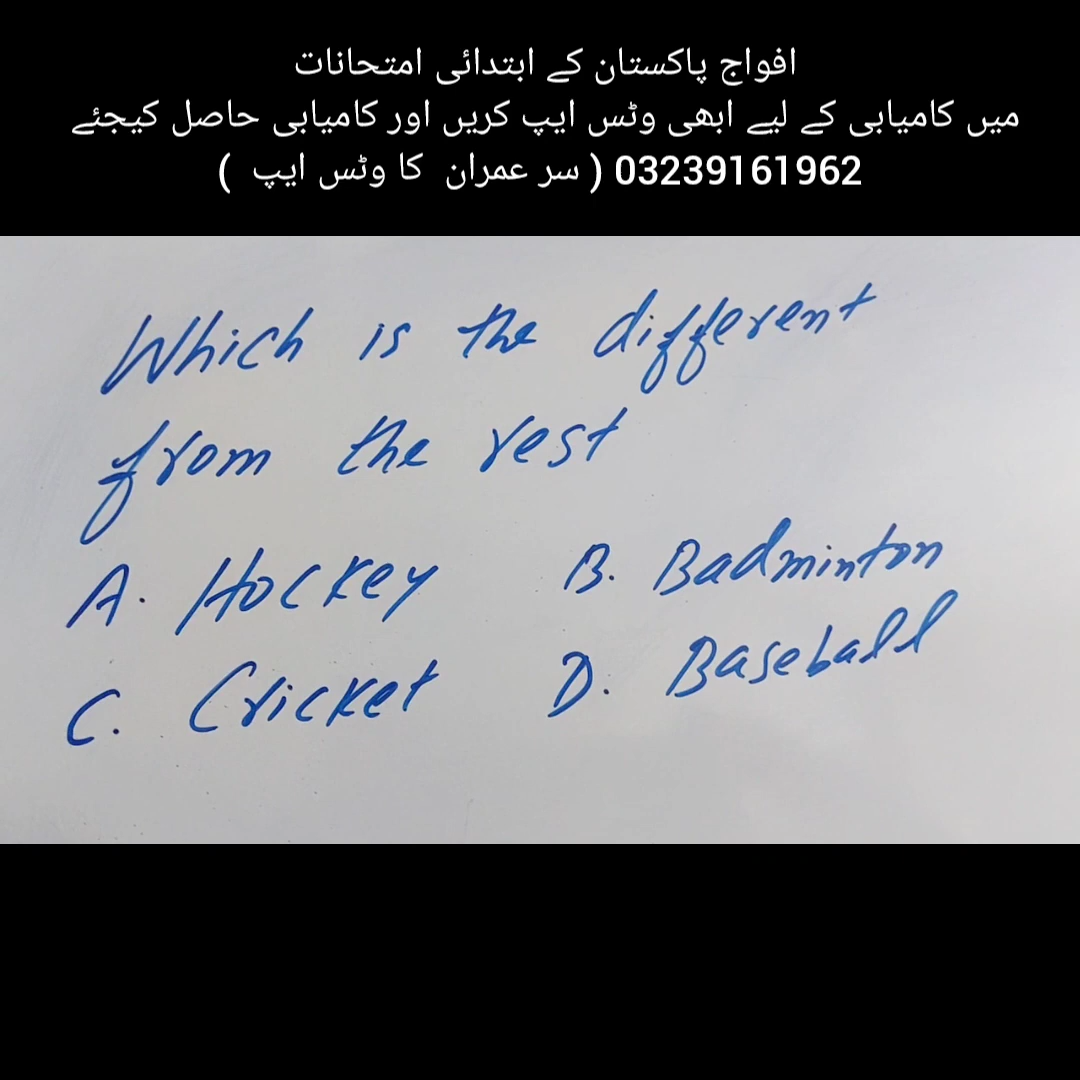 افواج پاکستان کے ابتدائی امتحانات
میں کامیابی کے لیے ابھی وٹس ایپ کریں اور کامیابی حاصل کیجئے
03239161962 ( سر عمران کا وٹس ایپ )
Which is the different
from the rest
A. Hockey B. Badminton
C. Cricket D. Baseball